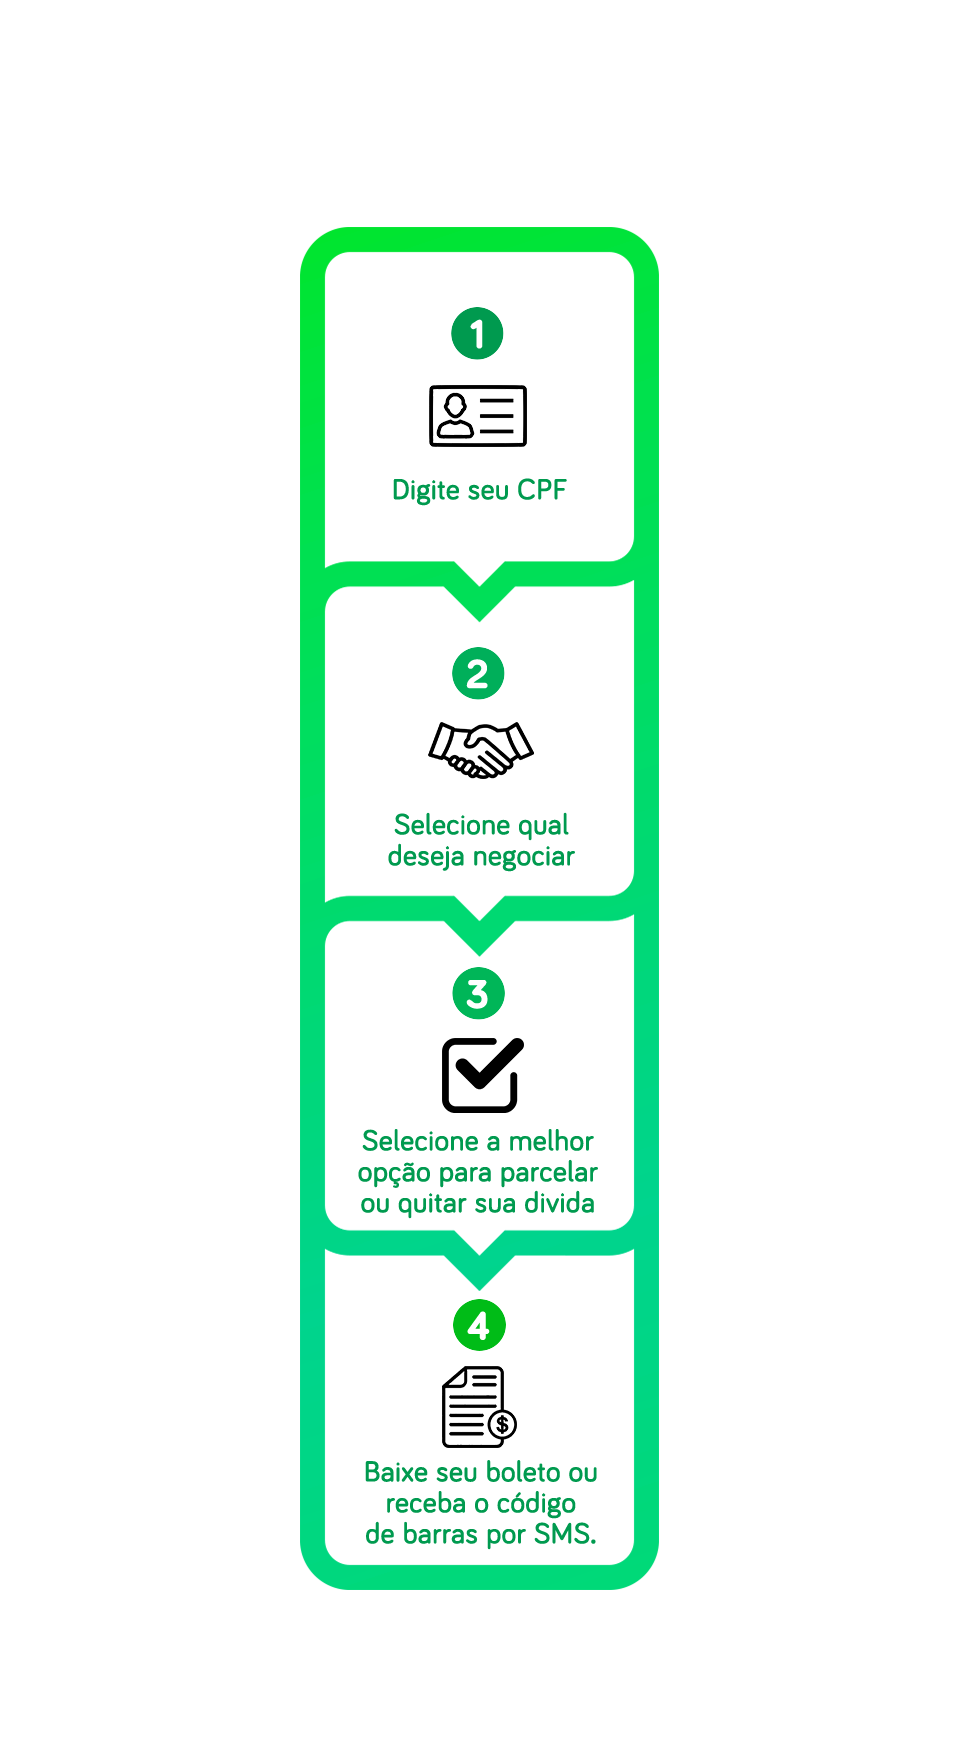 1
Digite seu CPF
2
Selecione qual
deseja negociar
3
Selecione a melhor
opção para parcelar
ou quitar sua divida
4
$
Baixe seu boleto ou
receba o código
de barras por SMS.